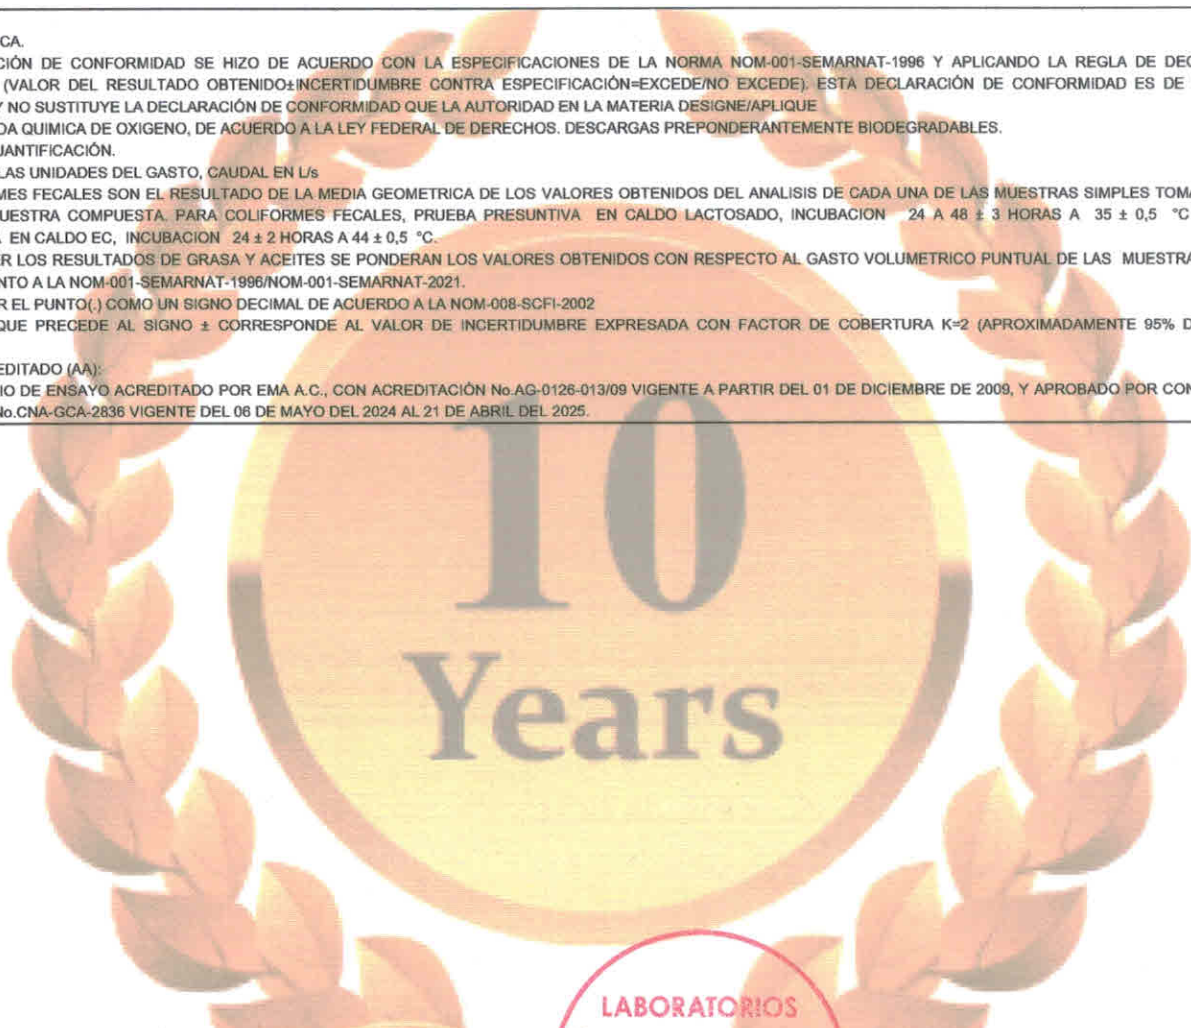 CA.
CIÓN DE CONFORMIDAD SE HIZO DE ACUERDO CON LA ESPECIFICACIONES DE LA NORMA NOM-001-SEMARNAT-1996 Y APLICANDO LA REGLA DE DEC
(VALOR DEL RESULTADO OBTENIDO±INCERTIDUMBRE CONTRA ESPECIFICACIÓN=EXCEDE/NO EXCEDE). ESTA DECLARACIÓN DE CONFORMIDAD ES DE
Y NO SUSTITUYE LA DECLARACIÓN DE CONFORMIDAD QUE LA AUTORIDAD EN LA MATERIA DESIGNE/APLIQUE
DA QUIMICA DE OXIGENO, DE ACUERDO A LA LEY FEDERAL DE DERECHOS. DESCARGAS PREPONDERANTEMENTE BIODEGRADABLES.
UANTIFICACIÓN.
LAS UNIDADES DEL GASTO, CAUDAL EN L/s
MES FECALES SON EL RESULTADO DE LA MEDIA GEOMETRICA DE LOS VALORES OBTENIDOS DEL ANALISIS DE CADA UNA DE LAS MUESTRAS SIMPLES TOMA
UESTRA COMPUESTA. PARA COLIFORMES FECALES, PRUEBA PRESUNTIVA EN CALDO LACTOSADO, INCUBACION 24 A 48 ± 3 HORAS A 35 ± 0,5 °C
EN CALDO EC, INCUBACION 24 ± 2 HORAS A 44 ± 0,5 °C.
R LOS RESULTADOS DE GRASA Y ACEITES SE PONDERAN LOS VALORES OBTENIDOS CON RESPECTO AL GASTO VOLUMETRICO PUNTUAL DE LAS MUESTRA
NTO A LA NOM-001-SEMARNAT-1996/NOM-001-SEMARNAT-2021.
R EL PUNTO(.) COMO UN SIGNO DECIMAL DE ACUERDO A LA NOM-008-SCFI-2002
QUE PRECEDE AL SIGNO ± CORRESPONDE AL VALOR DE INCERTIDUMBRE EXPRESADA CON FACTOR DE COBERTURA K=2 (APROXIMADAMENTE 95% D
EDITADO (AA):
IO DE ENSAYO ACREDITADO POR EMA A.C., CON ACREDITACIÓN No.AG-0126-013/09 VIGENTE A PARTIR DEL 01 DE DICIEMBRE DE 2009, Y APROBADO POR CON
No.CNA-GCA-2836 VIGENTE DEL 06 DE MAYO DEL 2024 AL 21 DE ABRIL DEL 2025.
10
Years
LABORATORIOS